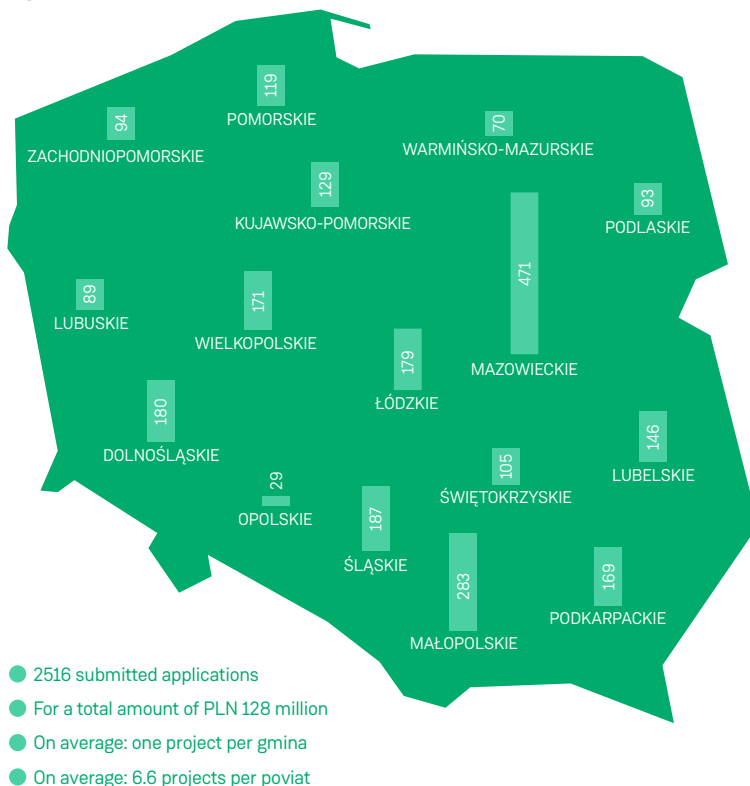 119
POMORSKIE
94
ZACHODNIOPOMORSKIE
70
WARMIŃSKO-MAZURSKIE
129
KUJAWSKO-POMORSKIE
93
PODLASKIE
471
MAZOWIECKIE
89
LUBUSKIE
171
WIELKOPOLSKIE
179
ŁÓDZKIE
180
DOLNOŚLĄSKIE
146
LUBELSKIE
105
ŚWIĘTOKRZYSKIE
29
OPOLSKIE
187
ŚLĄSKIE
283
MAŁOPOLSKIE
169
PODKARPACKIE
2516 submitted applications
For a total amount of PLN 128 million
On average: one project per gmina
On average: 6.6 projects per poviat